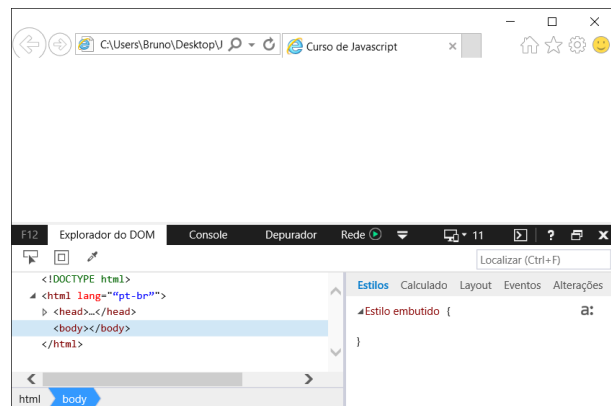 C:\Users\Bruno\Desktop\J
Curso de Javascript
F12 Explorador do DOM Console Depurador Rede 11 ?
Localizar (Ctrl+F)
<!DOCTYPE html>
<html lang="“pt-br”">
<head>…</head>
<body></body>
</html>
html body
Estilos Calculado Layout Eventos Alterações
Estilo embutido { a:
}